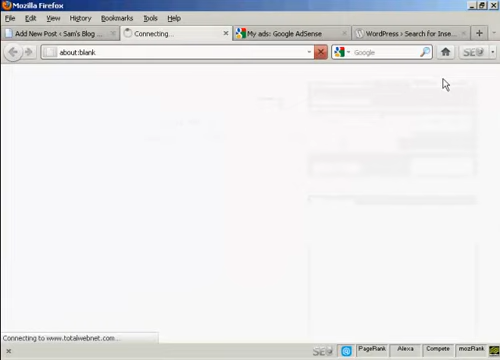 Mozilla Firefox
File Edit View History Bookmarks Tools Help
Add New Post ‹ Sam's Blog ...
Connecting...
My ads: Google AdSense
WordPress › Search for Inse...
about:blank
Google
SEO
Connecting to www.totalwebnet.com...
SEO
PageRank
Alexa
Compete
mozRank